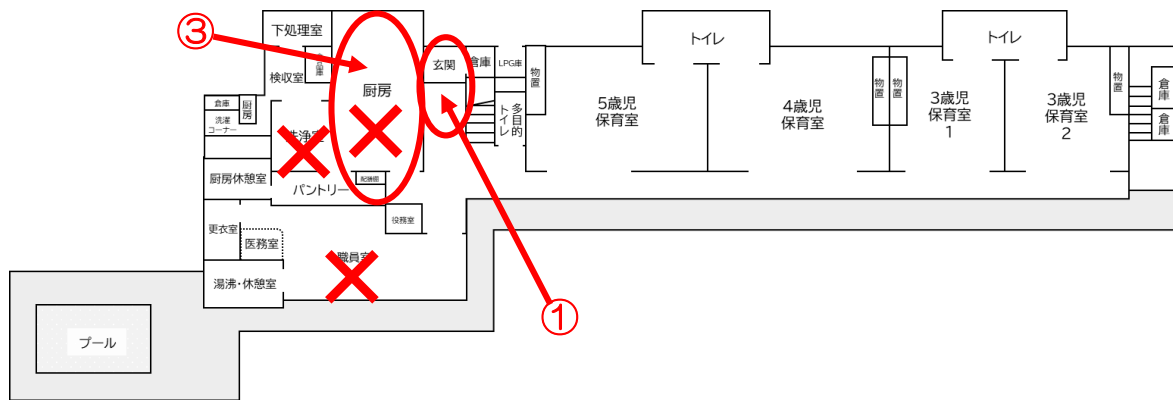 下処理室
③
食品庫
検収室
厨房
玄関
倉庫
LPG庫
物置
トイレ
物置
物置
トイレ
物置
倉庫
倉庫
5歳児
保育室
4歳児
保育室
3歳児
保育室
1
3歳児
保育室
2
倉庫
厨房
洗濯
コーナー
洗浄室
多目的
トイレ
厨房休憩室
パントリー
配膳棚
役務室
更衣室
医務室
職員室
湯沸・休憩室
①
プール